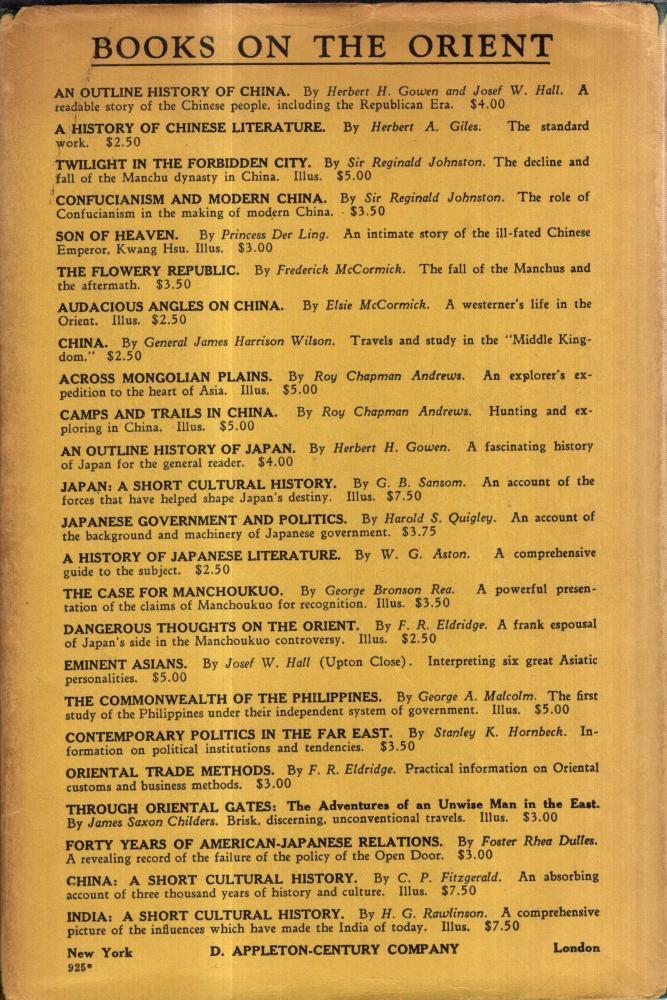 BOOKS ON THE ORIENT
AN OUTLINE HISTORY OF CHINA. By Herbert H. Gowen and Josef W. Hall. A
readable story of the Chinese people, including the Republican Era. $4.00
A HISTORY OF CHINESE LITERATURE. By Herbert A. Giles. The standard
work. $2.50
TWILIGHT IN THE FORBIDDEN CITY. By Sir Reginald Johnston. The decline and
fall of the Manchu dynasty in China. Illus. $5.00
CONFUCIANISM AND MODERN CHINA. By Sir Reginald Johnston. The role of
Confucianism in the making of modern China. $3.50
SON OF HEAVEN. By Princess Der Ling. An intimate story of the ill-fated Chinese
Emperor, Kwang Hsu. Illus. $3.00
THE FLOWERY REPUBLIC. By Frederick McCormick. The fall of the Manchus and
the aftermath. $3.50
AUDACIOUS ANGLES ON CHINA. By Elsie McCormick. A westerner's life in the
Orient. Illus. $2.50
CHINA. By General James Harrison Wilson. Travels and study in the "Middle King-
dom." $2.50
ACROSS MONGOLIAN PLAINS. By Roy Chapman Andrews. An explorer's ex-
pedition to the heart of Asia. Illus. $5.00
CAMPS AND TRAILS IN CHINA. By Roy Chapman Andrews. Hunting and ex-
ploring in China. Illus. $5.00
AN OUTLINE HISTORY OF JAPAN. By Herbert H. Gowen. A fascinating history
of Japan for the general reader. $4.00
JAPAN: A SHORT CULTURAL HISTORY. By G. B. Sansom. An account of the
forces that have helped shape Japan's destiny. Illus. $7.50
JAPANESE GOVERNMENT AND POLITICS. By Harold S. Quigley. An account of
the background and machinery of Japanese government. $3.75
A HISTORY OF JAPANESE LITERATURE. By W. G. Aston. A comprehensive
guide to the subject. $2.50
THE CASE FOR MANCHOUKUO. By George Bronson Rea. A powerful presen-
tation of the claims of Manchoukuo for recognition. Illus. $3.50
DANGEROUS THOUGHTS ON THE ORIENT. By F. R. Eldridge. A frank espousal
of Japan's side in the Manchoukuo controversy. Illus. $2.50
EMINENT ASIANS. By Josef W. Hall (Upton Close). Interpreting six great Asiatic
personalities. $5.00
THE COMMONWEALTH OF THE PHILIPPINES. By George A. Malcolm. The first
study of the Philippines under their independent system of government. Illus. $5.00
CONTEMPORARY POLITICS IN THE FAR EAST. By Stanley K. Hornbeck. In-
formation on political institutions and tendencies. $3.50
ORIENTAL TRADE METHODS. By F. R. Eldridge. Practical information on Oriental
customs and business methods. $3.00
THROUGH ORIENTAL GATES: The Adventures of an Unwise Man in the East.
By James Saxon Childers. Brisk, discerning, unconventional travels. Illus. $3.00
FORTY YEARS OF AMERICAN-JAPANESE RELATIONS. By Foster Rhea Dulles.
A revealing record of the failure of the policy of the Open Door. $3.00
CHINA: A SHORT CULTURAL HISTORY. By C. P. Fitzgerald. An absorbing
account of three thousand years of history and culture. Illus. $7.50
INDIA: A SHORT CULTURAL HISTORY. By H. G. Rawlinson. A comprehensive
picture of the influences which have made the India of today. Illus. $7.50
New York D. APPLETON-CENTURY COMPANY London
925*